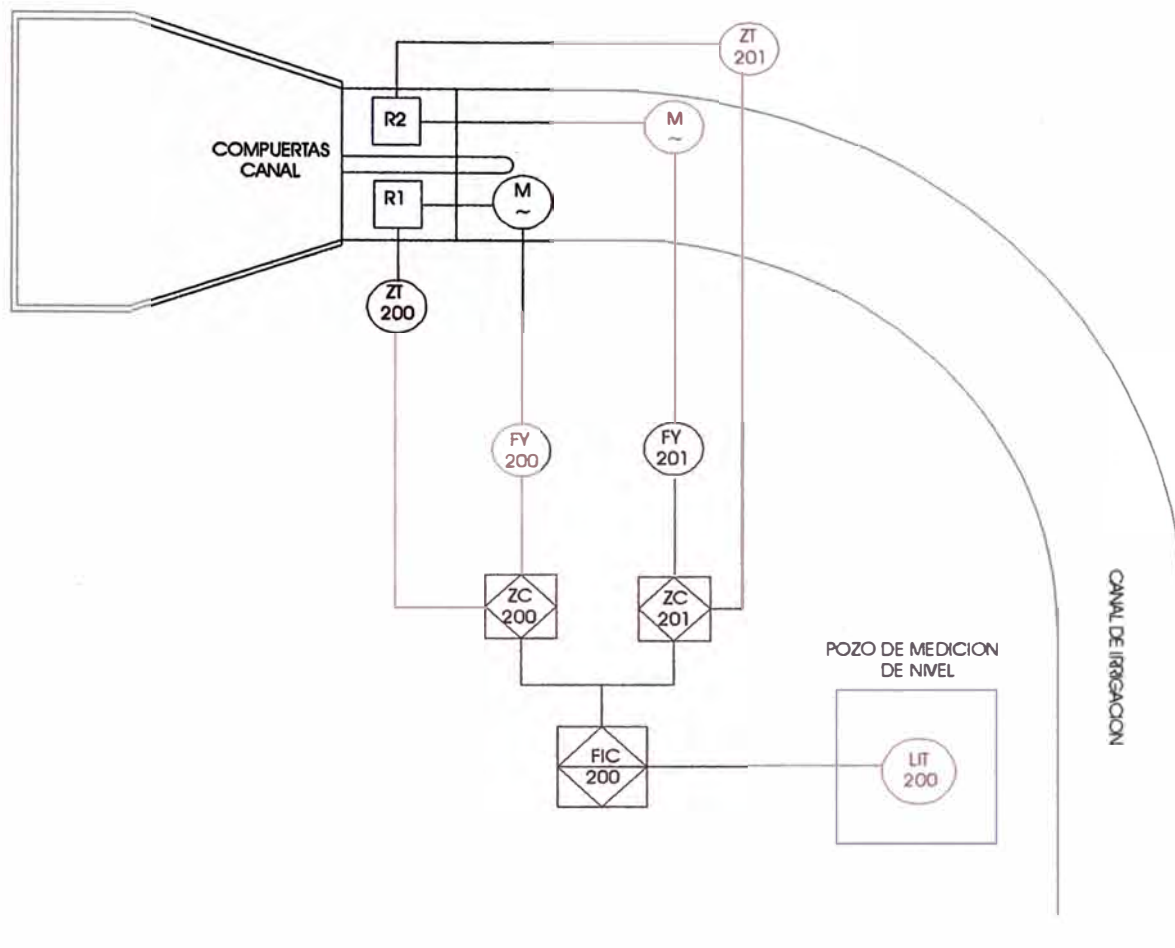 ZT
201
R2
M
~
COMPUERTAS
CANAL
R1
M
~
ZT
200
FY
200
FY
201
ZC
200
ZC
201
CANAL DE IRRIGACION
POZO DE MEDICION
DE NIVEL
FIC
200
LIT
200